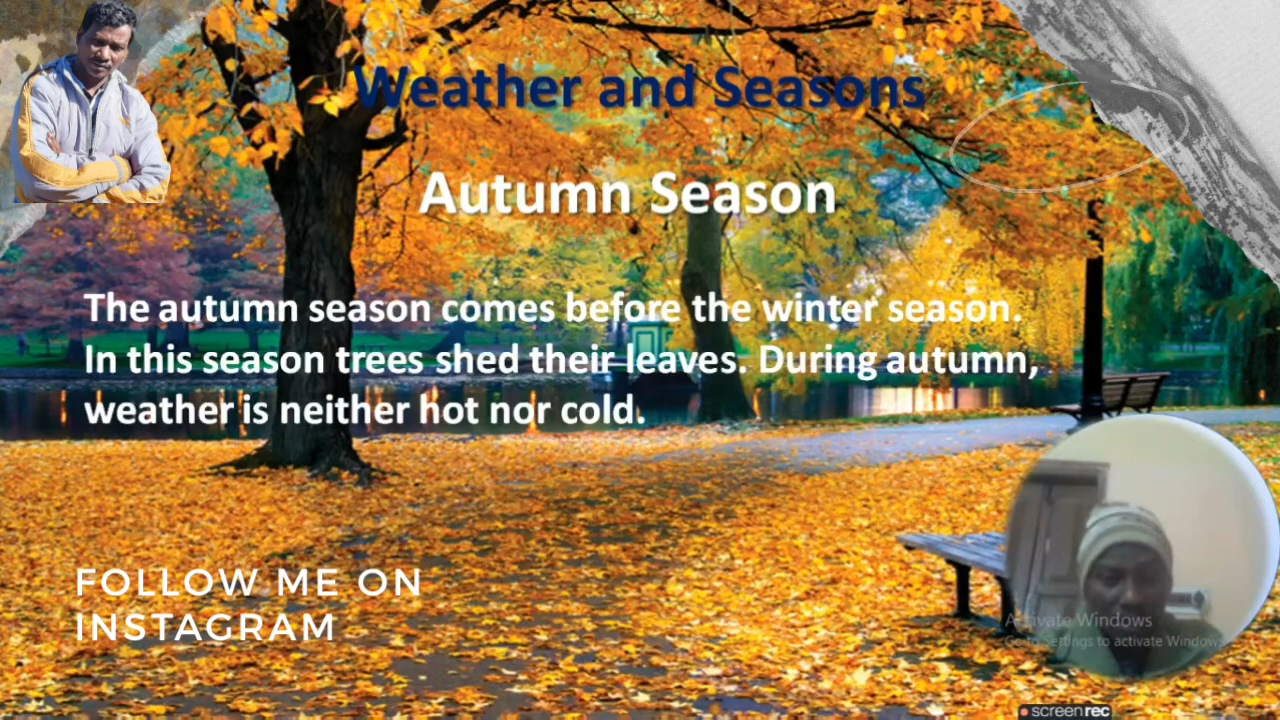 Weather and Seasons
Autumn Season
The autumn season comes before the winter season.
In this season trees shed their leaves. During autumn,
weather is neither hot nor cold.
FOLLOW ME ON
INSTAGRAM
Activate Windows
Go to Settings to activate Windows
screenrec